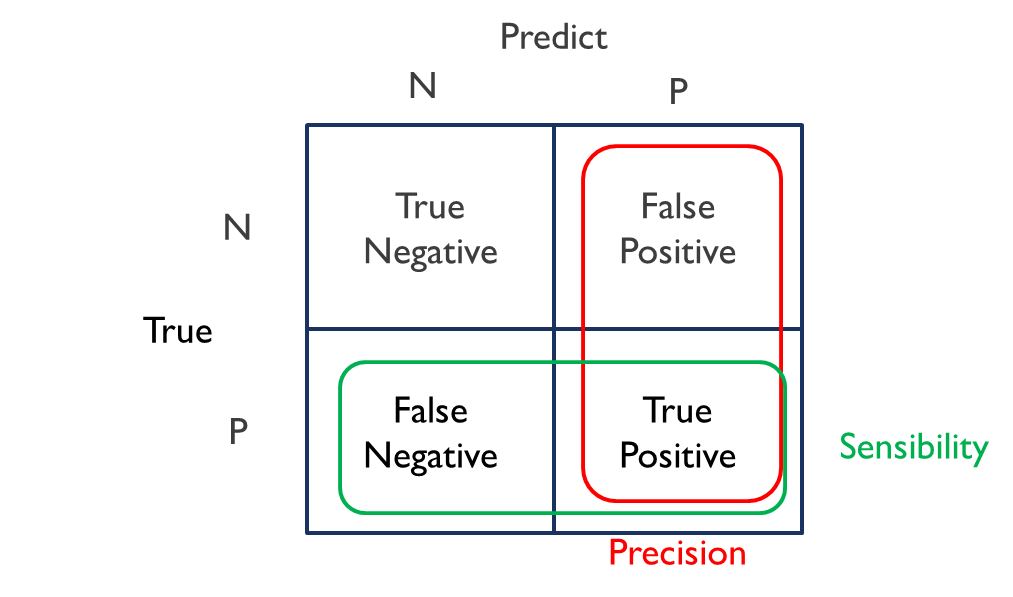 Predict
N
P
N
True
Negative
False
Positive
True
P
False
Negative
True
Positive
Sensibility
Precision